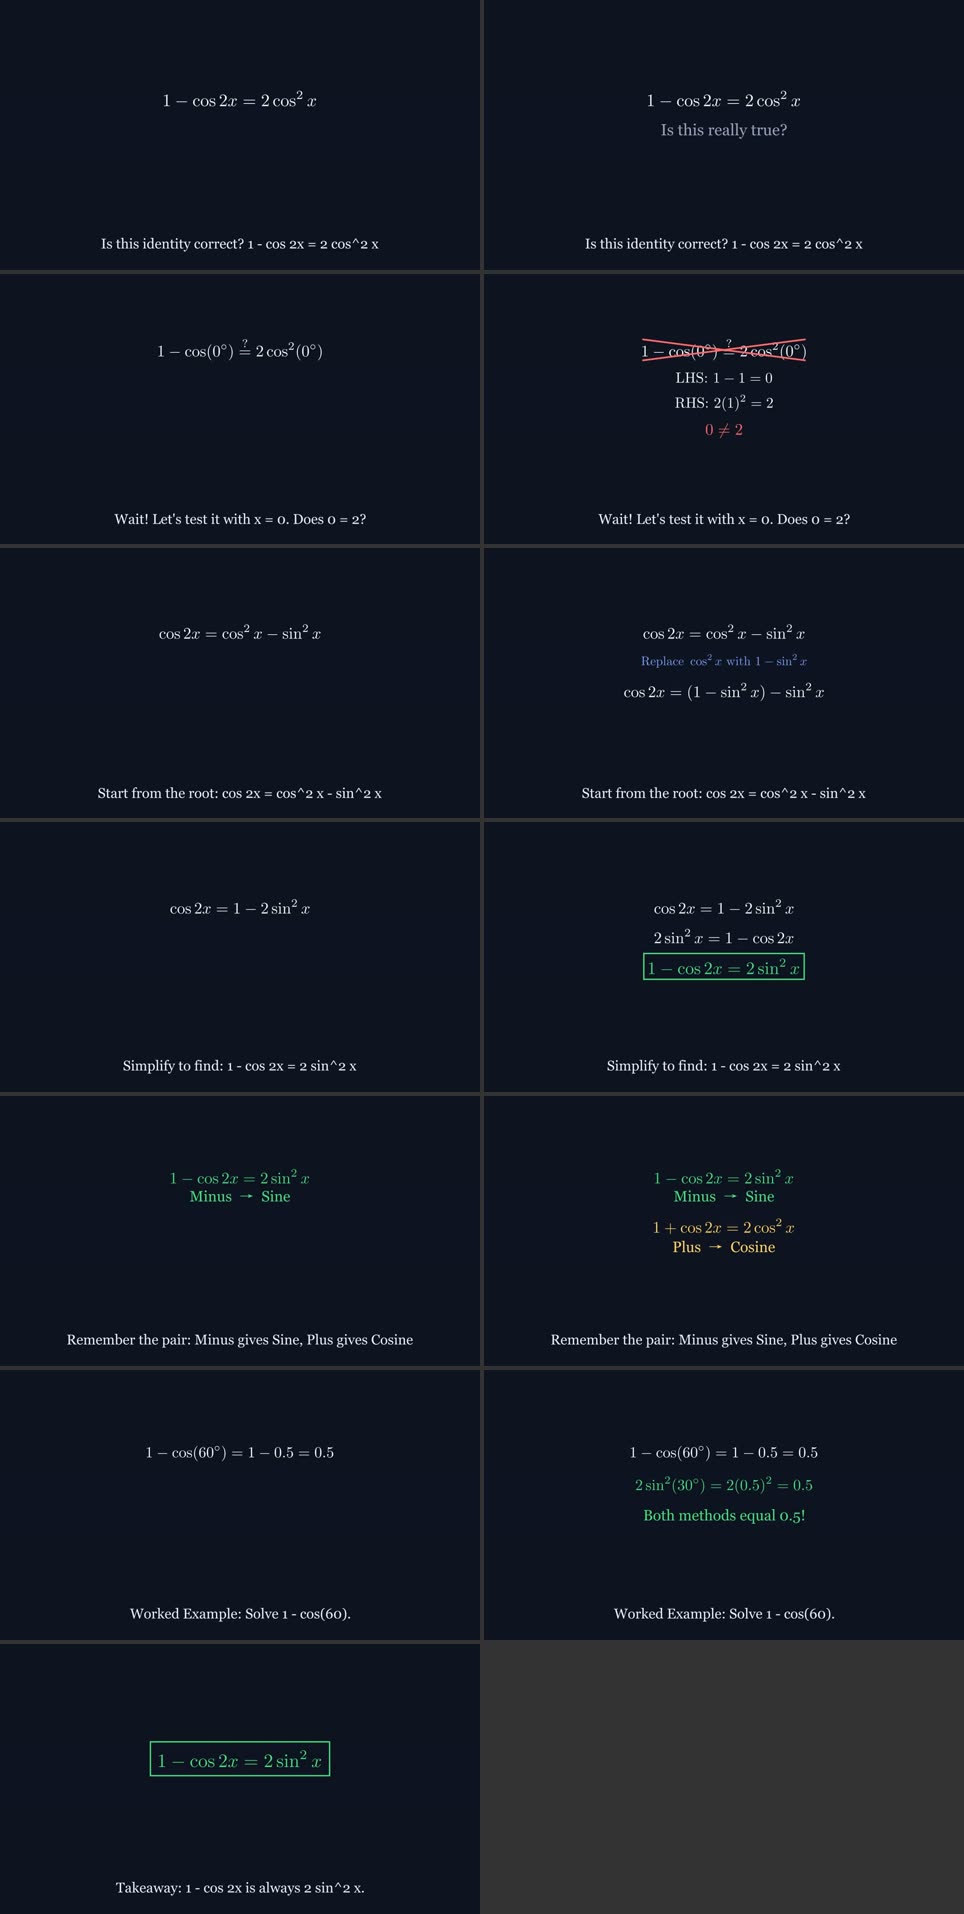 1 − cos 2x = 2 cos² x
Is this identity correct? 1 - cos 2x = 2 cos^2 x
1 − cos 2x = 2 cos² x
Is this really true?
Is this identity correct? 1 - cos 2x = 2 cos^2 x
1 − cos(0°) ≟ 2 cos²(0°)
Wait! Let's test it with x = 0. Does 0 = 2?
1 − cos(0°) ≟ 2 cos²(0°)
LHS: 1 − 1 = 0
RHS: 2(1)² = 2
0 ≠ 2
Wait! Let's test it with x = 0. Does 0 = 2?
cos 2x = cos² x − sin² x
Start from the root: cos 2x = cos^2 x - sin^2 x
cos 2x = cos² x − sin² x
Replace cos² x with 1 − sin² x
cos 2x = (1 − sin² x) − sin² x
Start from the root: cos 2x = cos^2 x - sin^2 x
cos 2x = 1 − 2 sin² x
Simplify to find: 1 - cos 2x = 2 sin^2 x
cos 2x = 1 − 2 sin² x
2 sin² x = 1 − cos 2x
1 − cos 2x = 2 sin² x
Simplify to find: 1 - cos 2x = 2 sin^2 x
1 − cos 2x = 2 sin² x
Minus → Sine
Remember the pair: Minus gives Sine, Plus gives Cosine
1 − cos 2x = 2 sin² x
Minus → Sine
1 + cos 2x = 2 cos² x
Plus → Cosine
Remember the pair: Minus gives Sine, Plus gives Cosine
1 − cos(60°) = 1 − 0.5 = 0.5
Worked Example: Solve 1 - cos(60).
1 − cos(60°) = 1 − 0.5 = 0.5
2 sin²(30°) = 2(0.5)² = 0.5
Both methods equal 0.5!
Worked Example: Solve 1 - cos(60).
1 − cos 2x = 2 sin² x
Takeaway: 1 - cos 2x is always 2 sin^2 x.